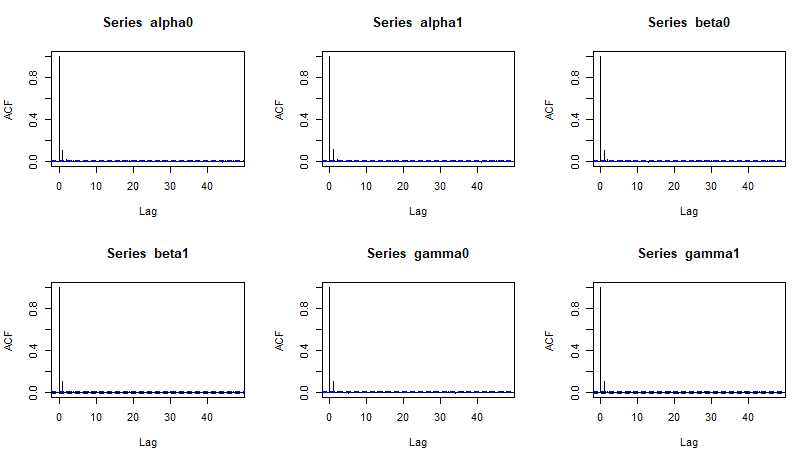 Series alpha0
ACF
0.0 0.4 0.8
0 10 20 30 40
Lag
Series alpha1
ACF
0.0 0.4 0.8
0 10 20 30 40
Lag
Series beta0
ACF
0.0 0.4 0.8
0 10 20 30 40
Lag
Series beta1
ACF
0.0 0.4 0.8
0 10 20 30 40
Lag
Series gamma0
ACF
0.0 0.4 0.8
0 10 20 30 40
Lag
Series gamma1
ACF
0.0 0.4 0.8
0 10 20 30 40
Lag